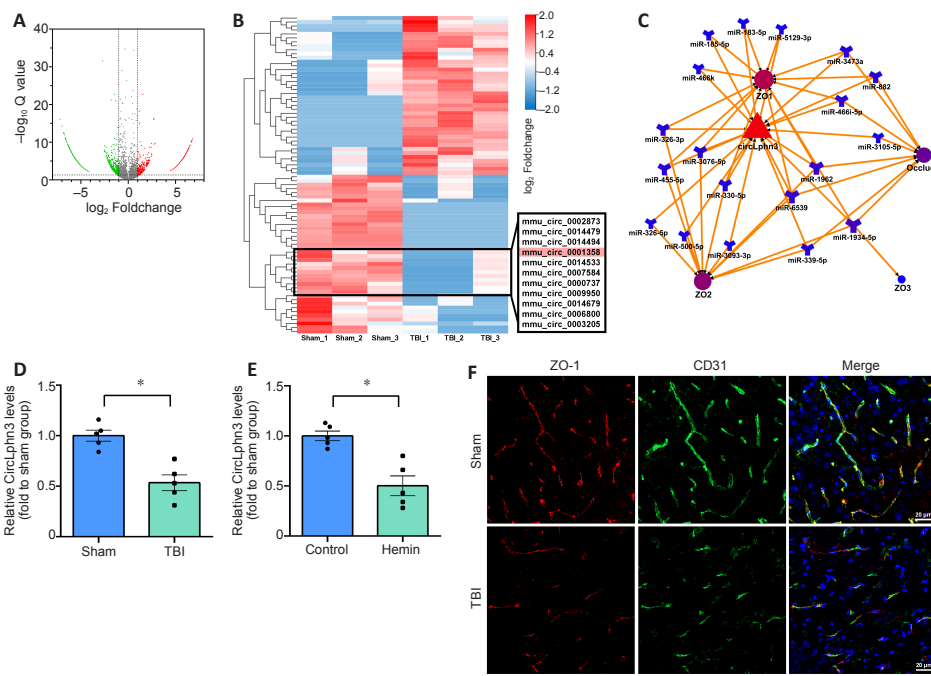 A
–log10 Q value
40
30
20
10
0
–5
0
5
log2 Foldchange
B
2.0
1.2
0.4
–0.4
–1.2
–2.0
log2 Foldchange
Sham_1 Sham_2 Sham_3 TBI_1 TBI_2 TBI_3
mmu_circ_0002873
mmu_circ_0014479
mmu_circ_0014494
mmu_circ_0001358
mmu_circ_0014533
mmu_circ_0007584
mmu_circ_0000737
mmu_circ_0009950
mmu_circ_0014679
mmu_circ_0006800
mmu_circ_0003205
C
miR-183-5p
miR-185-5p
miR-5129-3p
miR-3473a
miR-466k
miR-882
ZO1
miR-466i-5p
circLphn3
miR-326-3p
miR-3105-5p
miR-3076-5p
Occlud
miR-455-5p
miR-1962
miR-330-5p
miR-6539
miR-326-5p
miR-500-5p
miR-1934-5p
miR-3093-3p
miR-339-5p
ZO2
ZO3
D
Relative CircLphn3 levels
(fold to sham group)
1.5
1.0
0.5
0
*
Sham TBI
E
Relative CircLphn3 levels
(fold to sham group)
1.5
1.0
0.5
0
*
Control Hemin
F
ZO-1 CD31 Merge
Sham
20 μm
TBI
20 μm